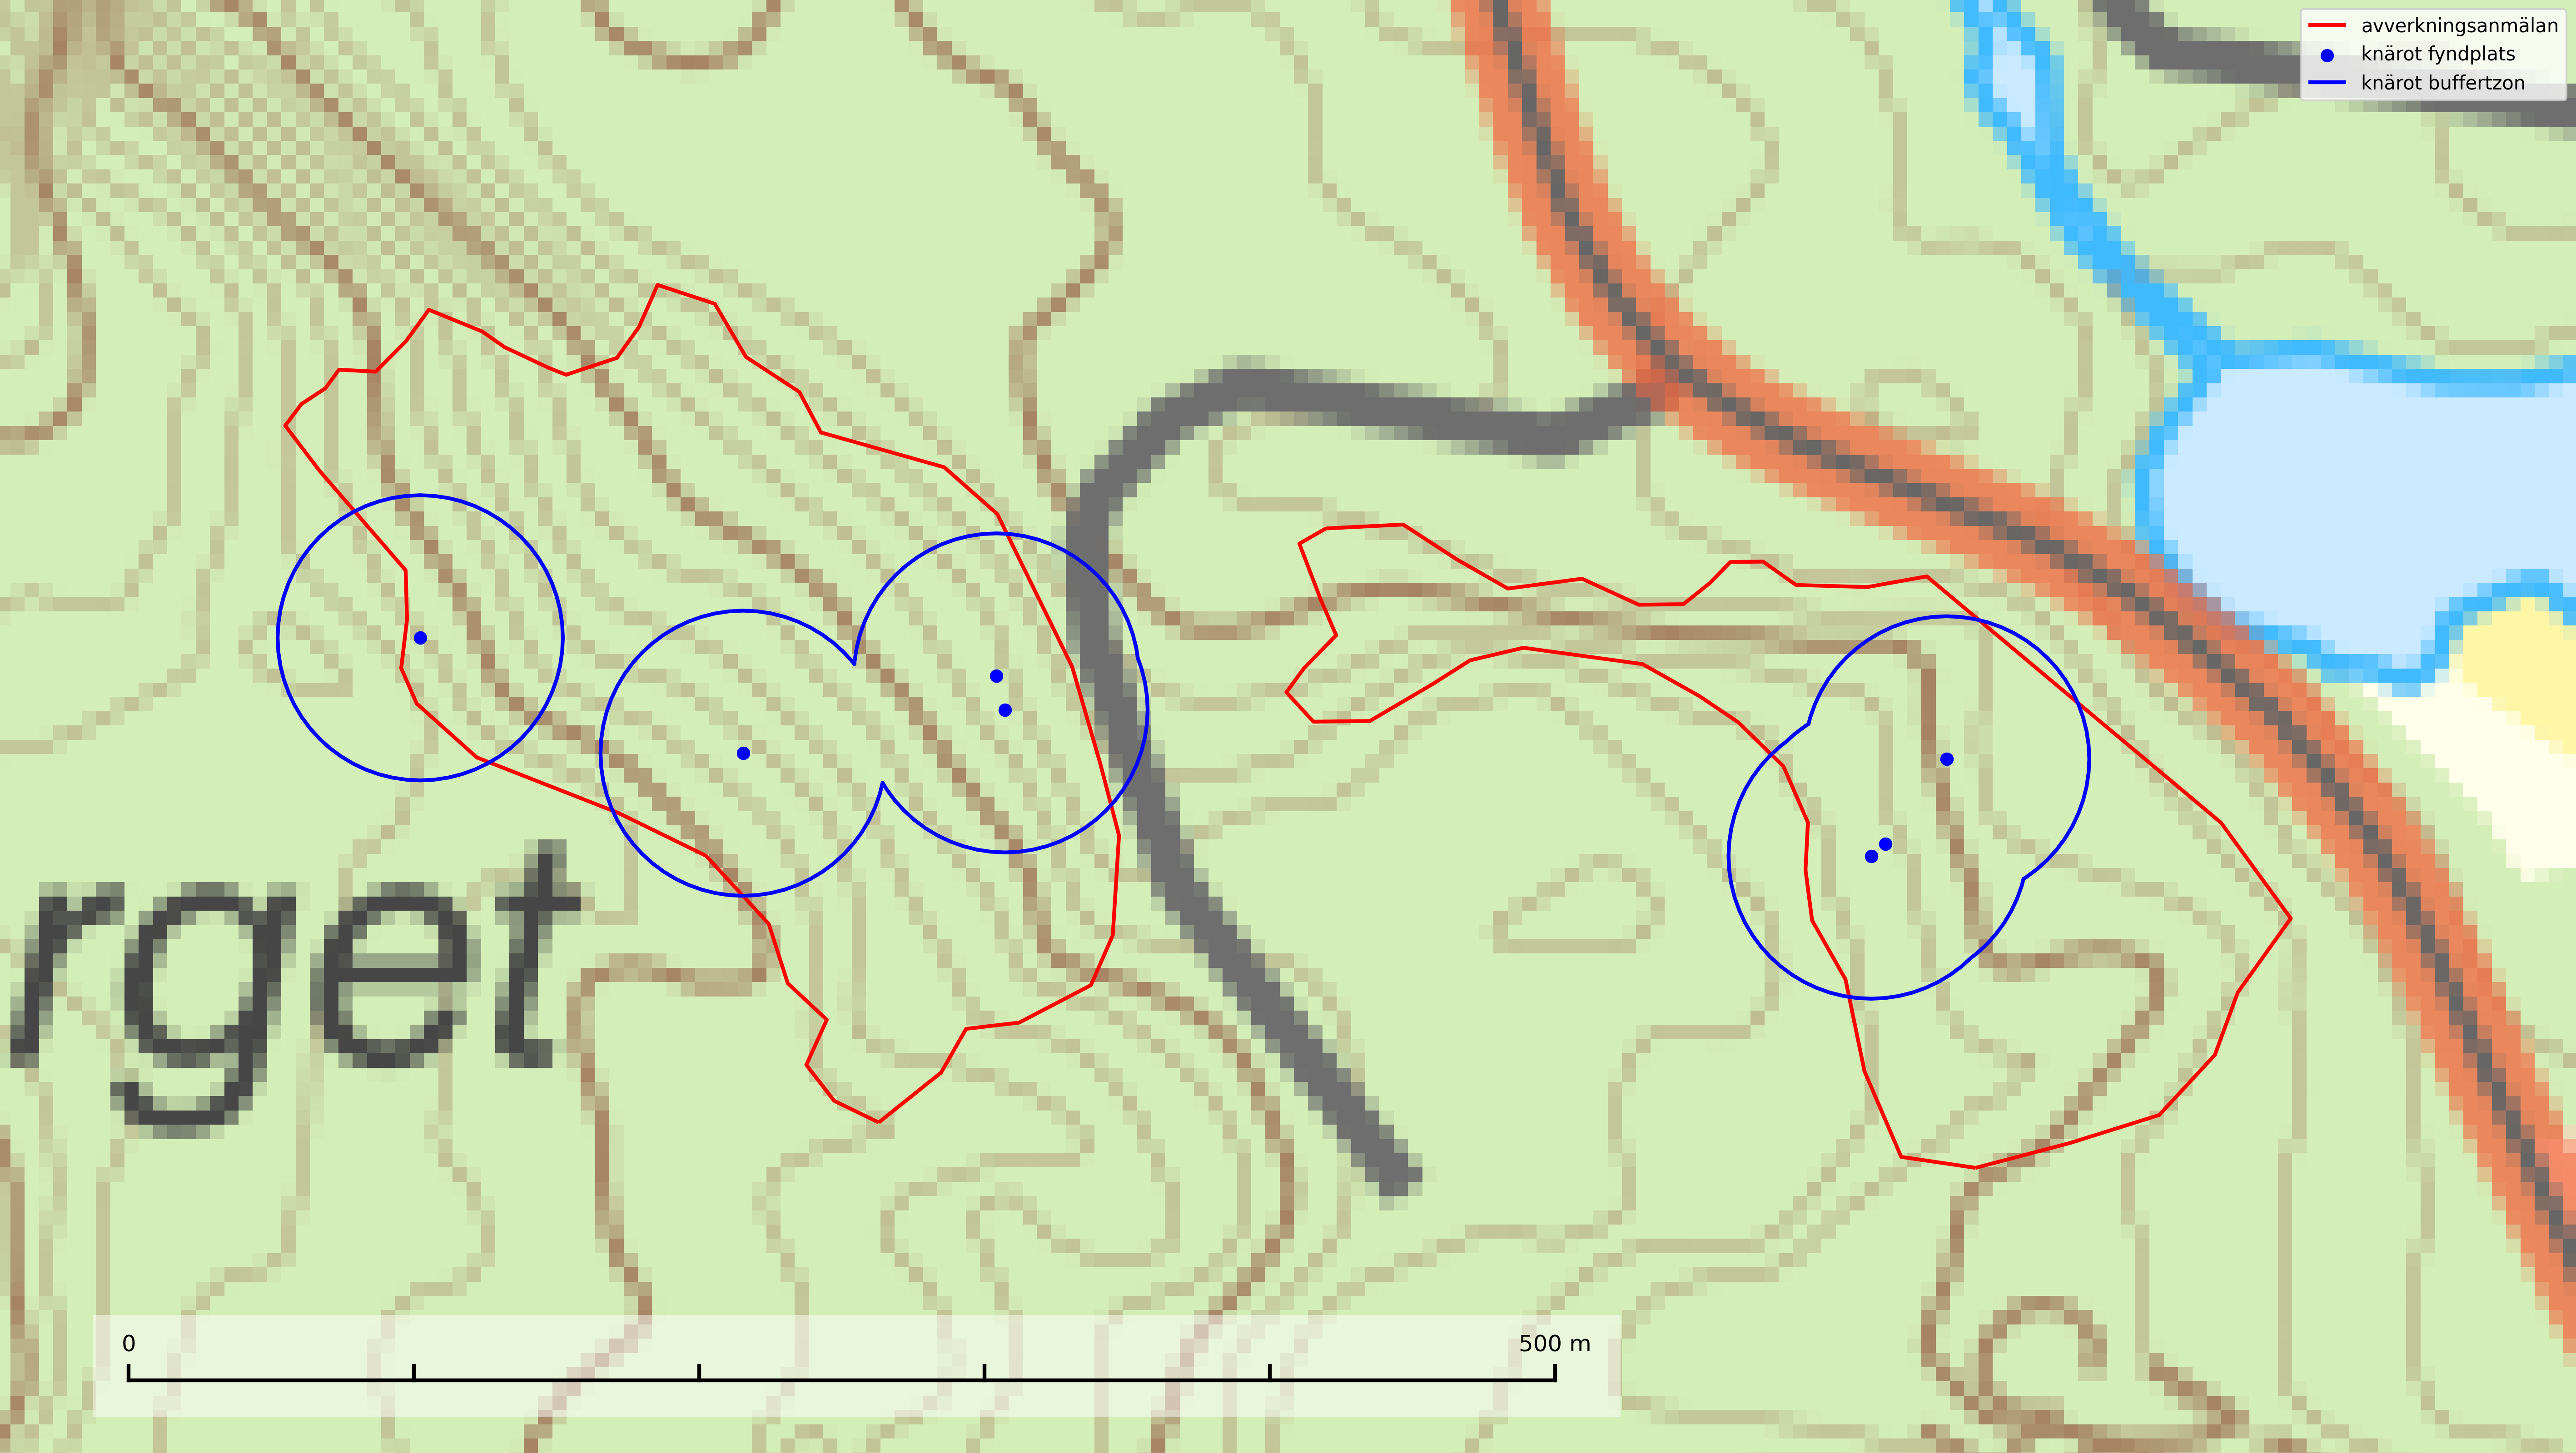 avverkningsanmälan
knärot fyndplats
knärot buffertzon
rget
0 500 m